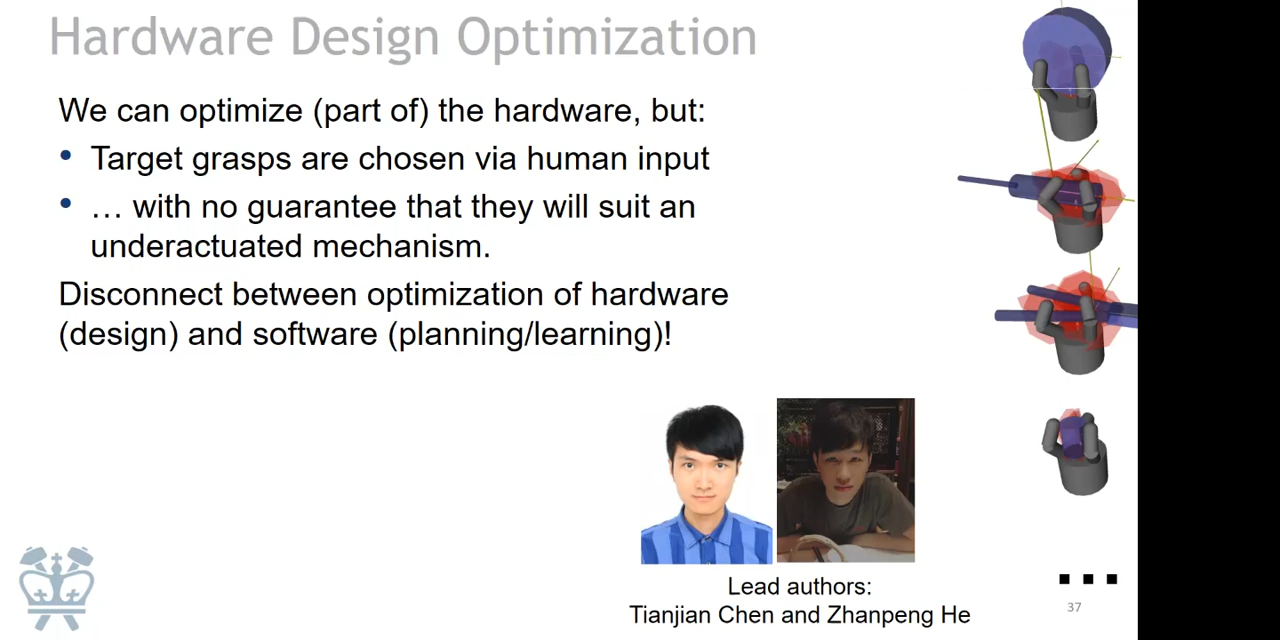 Hardware Design Optimization
We can optimize (part of) the hardware, but:
• Target grasps are chosen via human input
• … with no guarantee that they will suit an
underactuated mechanism.
Disconnect between optimization of hardware
(design) and software (planning/learning)!
Lead authors:
Tianjian Chen and Zhanpeng He
...
37